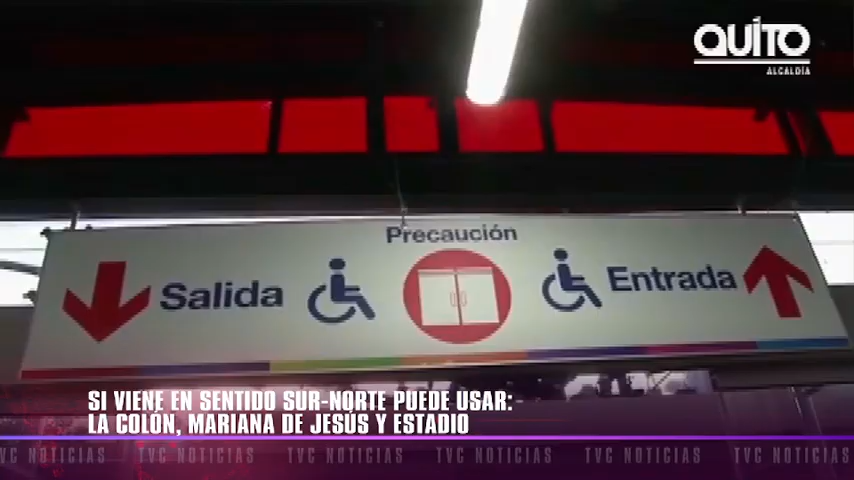 QUITO
ALCALDÍA
Precaución
Salida
Entrada
SI VIENE EN SENTIDO SUR-NORTE PUEDE USAR:
LA COLÓN, MARIANA DE JESÚS Y ESTADIO
VC NOTICIAS TVC NOTICIAS TVC NOTICIAS TVC NOTICIAS TVC NOTICIAS TVC NOTICIAS